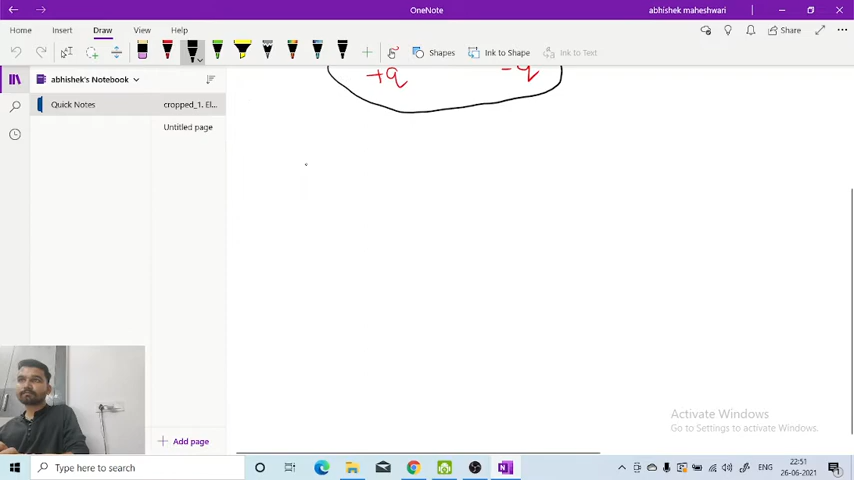 OneNote
abhishek maheshwari
Home Insert Draw View Help
Share
Shapes Ink to Shape Ink to Text
abhishek's Notebook
Quick Notes
cropped_1. El...
Untitled page
+q -q
Activate Windows
Go to Settings to activate Windows.
Add page
Type here to search
ENG
22:51
26-06-2021